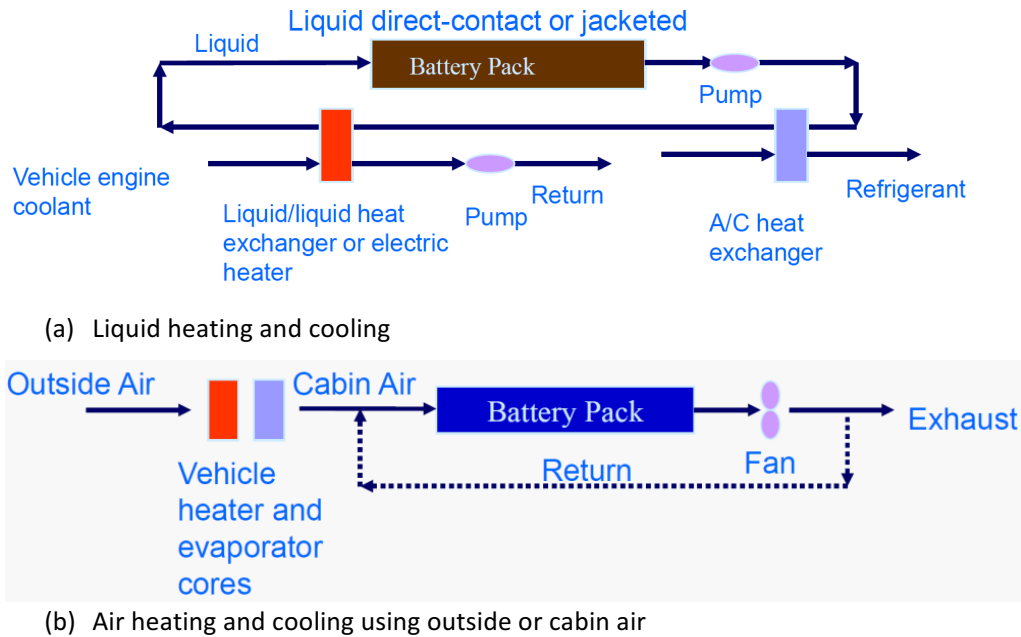 Liquid direct-contact or jacketed
Liquid
Battery Pack
Pump
Vehicle engine
coolant
Return
Refrigerant
Liquid/liquid heat
exchanger or electric
heater
Pump
A/C heat
exchanger
(a) Liquid heating and cooling
Outside Air
Cabin Air
Battery Pack
Exhaust
Return
Fan
Vehicle
heater and
evaporator
cores
(b) Air heating and cooling using outside or cabin air